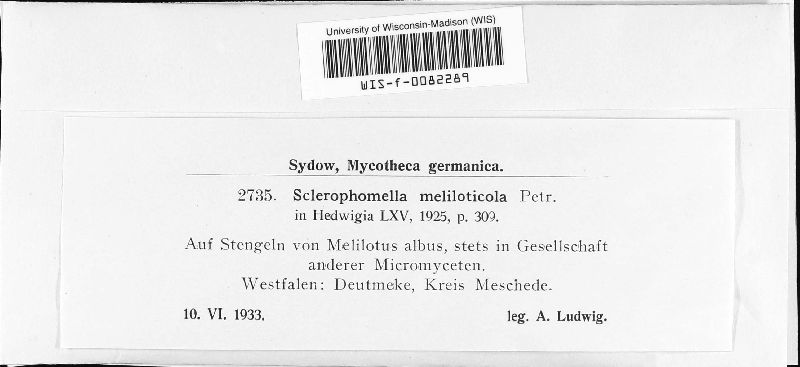 University of Wisconsin-Madison (WIS)
WIS-f-0082289
Sydow, Mycotheca germanica.
2735. Sclerophomella meliloticola Petr.
in Hedwigia LXV, 1925, p. 309.
Auf Stengeln von Melilotus albus, stets in Gesellschaft
anderer Micromyceten.
Westfalen: Deutmeke, Kreis Meschede.
10. VI. 1933. leg. A. Ludwig.